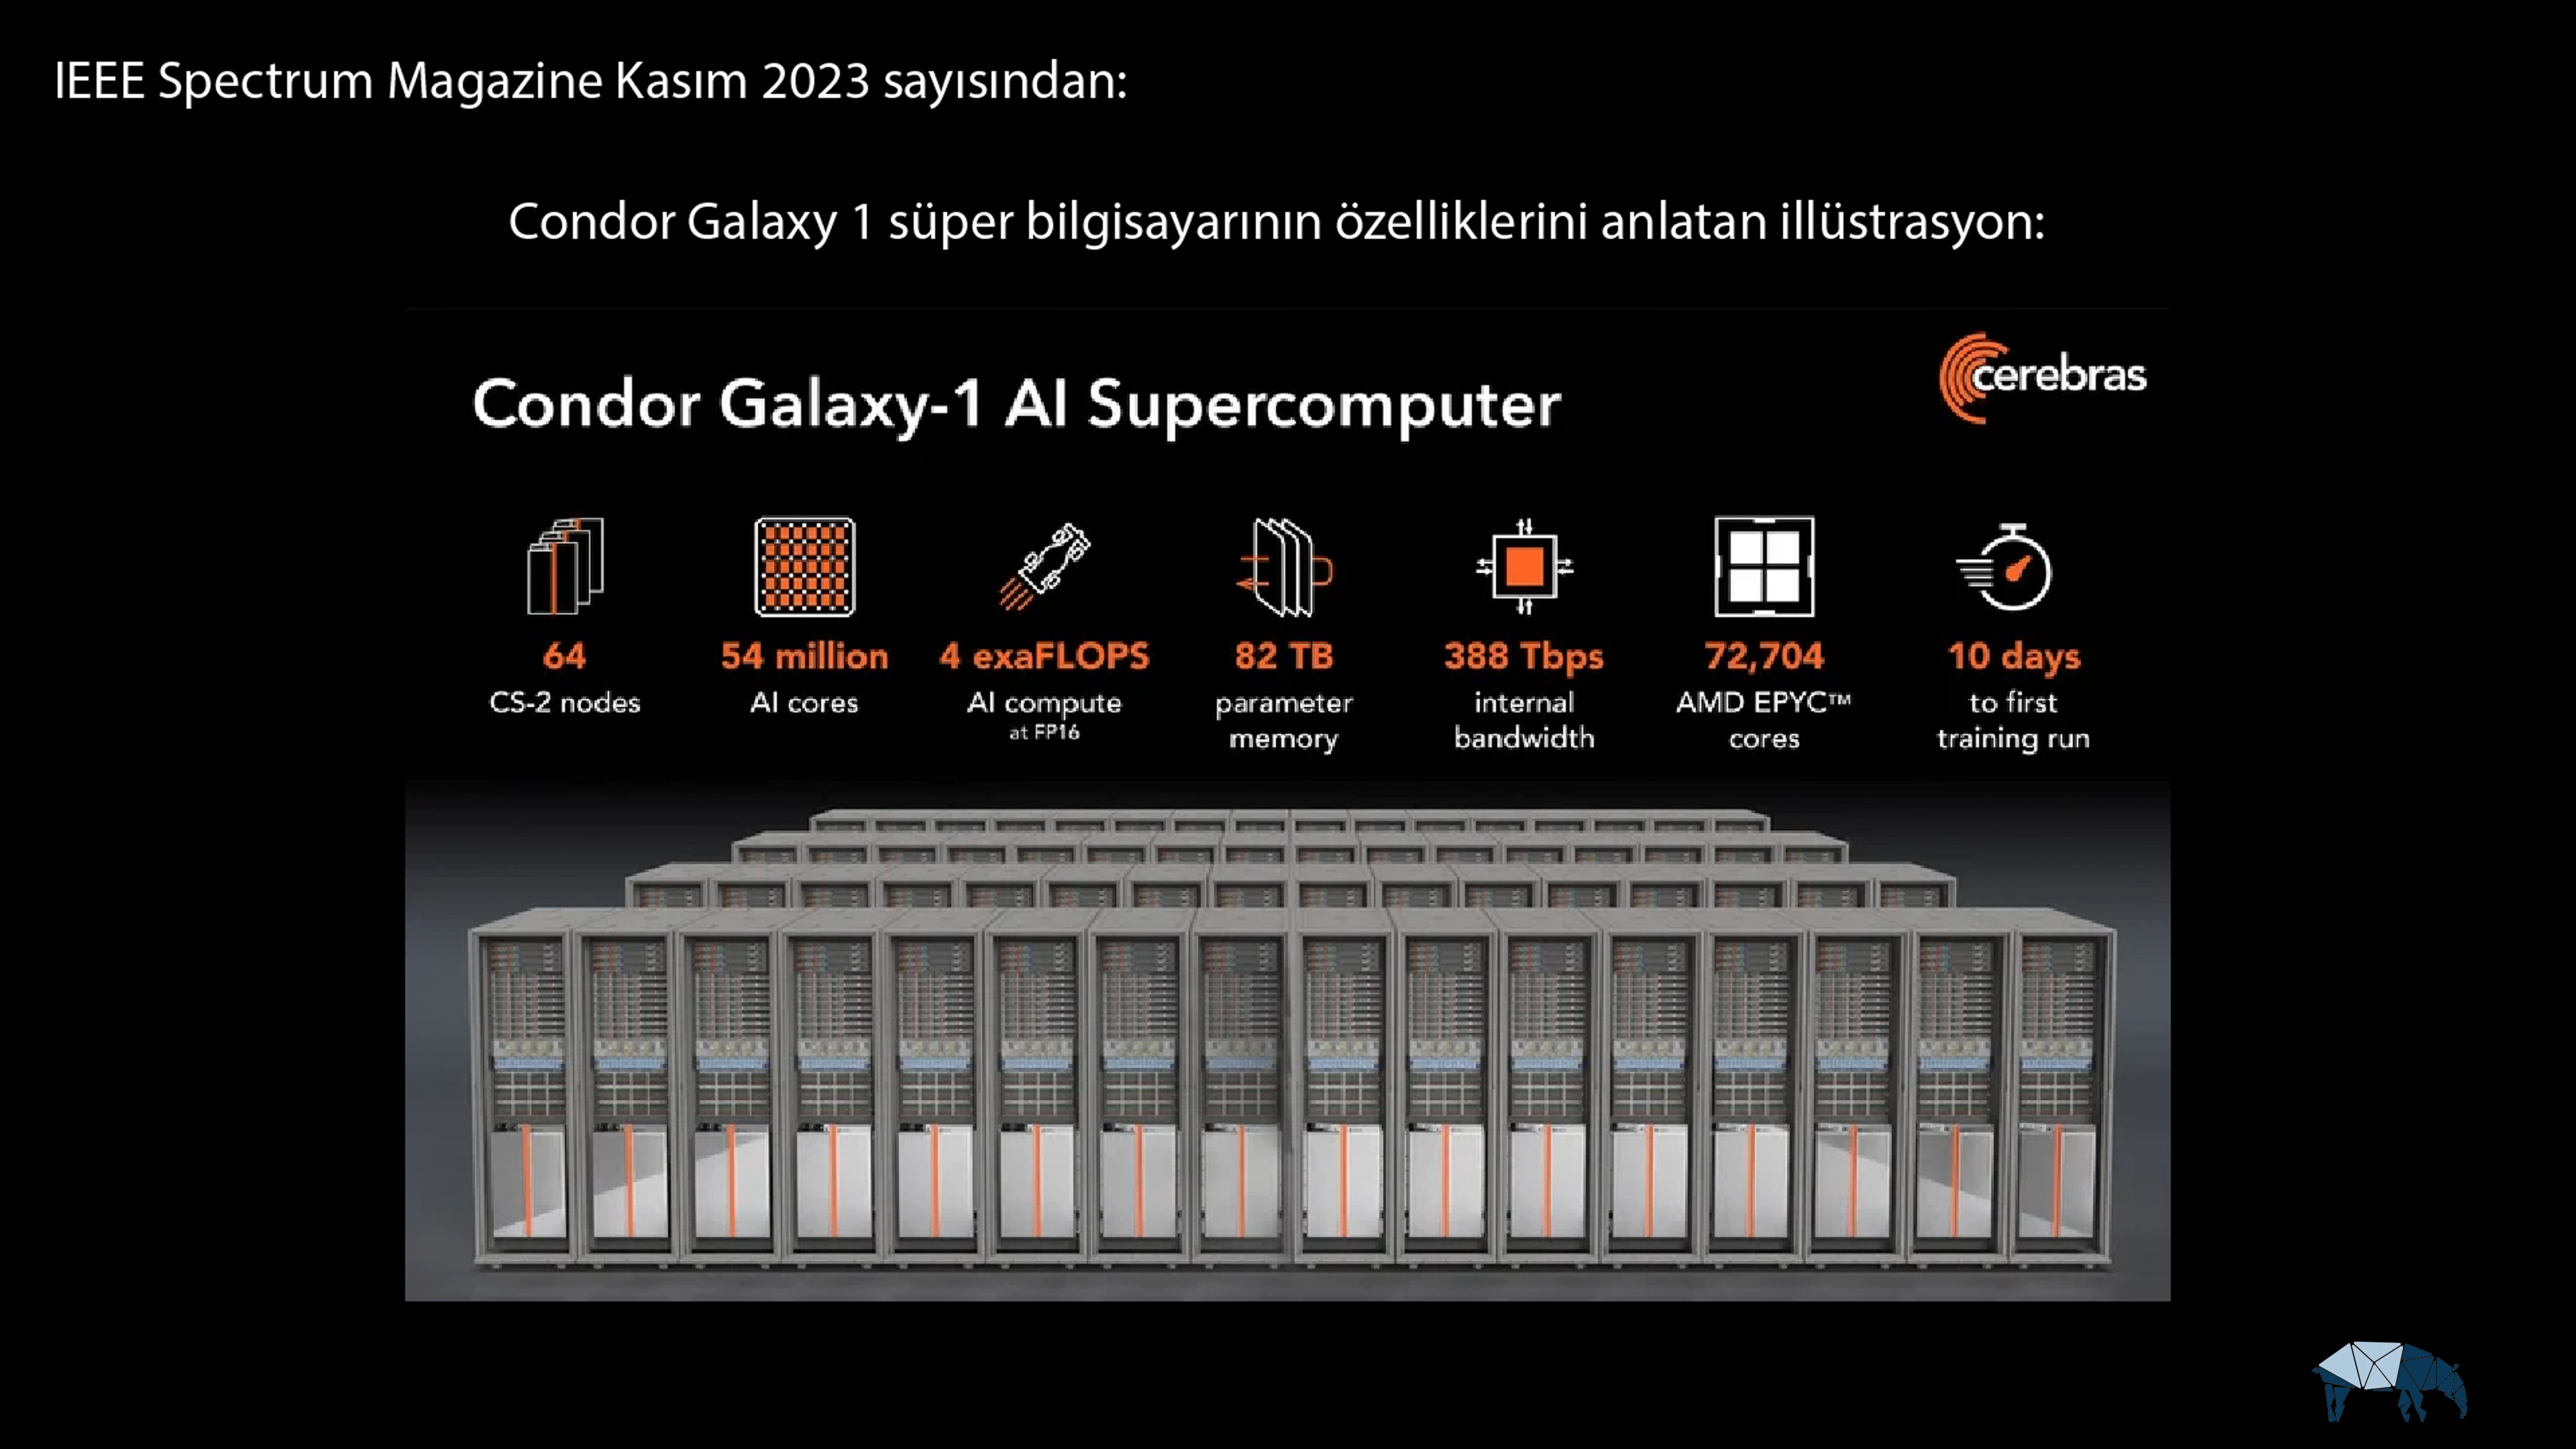 IEEE Spectrum Magazine Kasım 2023 sayısından:
Condor Galaxy 1 süper bilgisayarının özelliklerini anlatan illüstrasyon:
cerebras
Condor Galaxy-1 AI Supercomputer
64
CS-2 nodes
54 million
AI cores
4 exaFLOPS
AI compute
at FP16
82 TB
parameter
memory
388 Tbps
internal
bandwidth
72,704
AMD EPYC™
cores
10 days
to first
training run